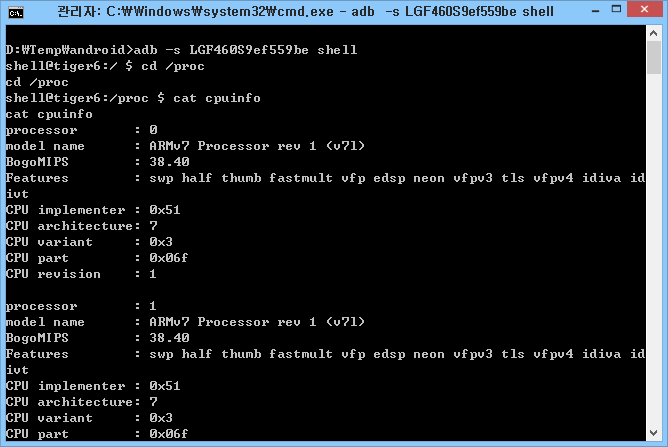 관리자: C:\Windows\system32\cmd.exe - adb  -s LGF460S9ef559be shell
D:\Temp\android>adb -s LGF460S9ef559be shell
shell@tiger6:/ $ cd /proc
cd /proc
shell@tiger6:/proc $ cat cpuinfo
cat cpuinfo
processor       : 0
model name      : ARMv7 Processor rev 1 (v7l)
BogoMIPS        : 38.40
Features        : swp half thumb fastmult vfp edsp neon vfpv3 tls vfpv4 idiva id
ivt
CPU implementer : 0x51
CPU architecture: 7
CPU variant     : 0x3
CPU part        : 0x06f
CPU revision    : 1
processor       : 1
model name      : ARMv7 Processor rev 1 (v7l)
BogoMIPS        : 38.40
Features        : swp half thumb fastmult vfp edsp neon vfpv3 tls vfpv4 idiva id
ivt
CPU implementer : 0x51
CPU architecture: 7
CPU variant     : 0x3
CPU part        : 0x06f